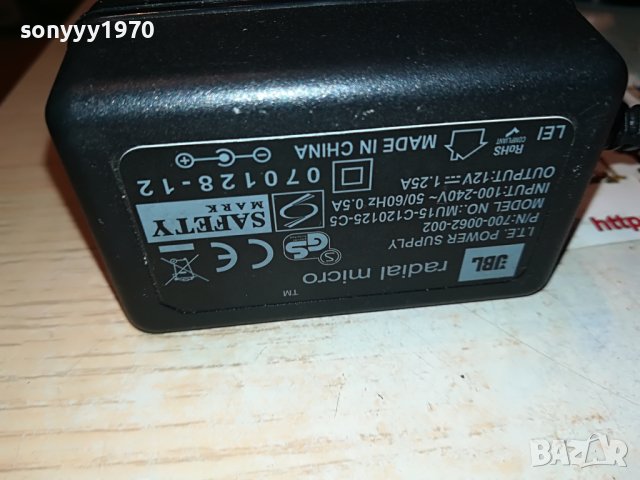 sonyyy1970
JBL
radial micro
TM
I.T.E. POWER SUPPLY
P/N:700-0062-002
MODEL NO.:MU15-C120125-C5
INPUT:100-240V~ 50/60Hz 0.5A
OUTPUT:12V⎓1.25A
LEI
RoHS
COMPLIANT
MADE IN CHINA
CE
GS
S
SAFETY
MARK
070128-12
http
BAZAR